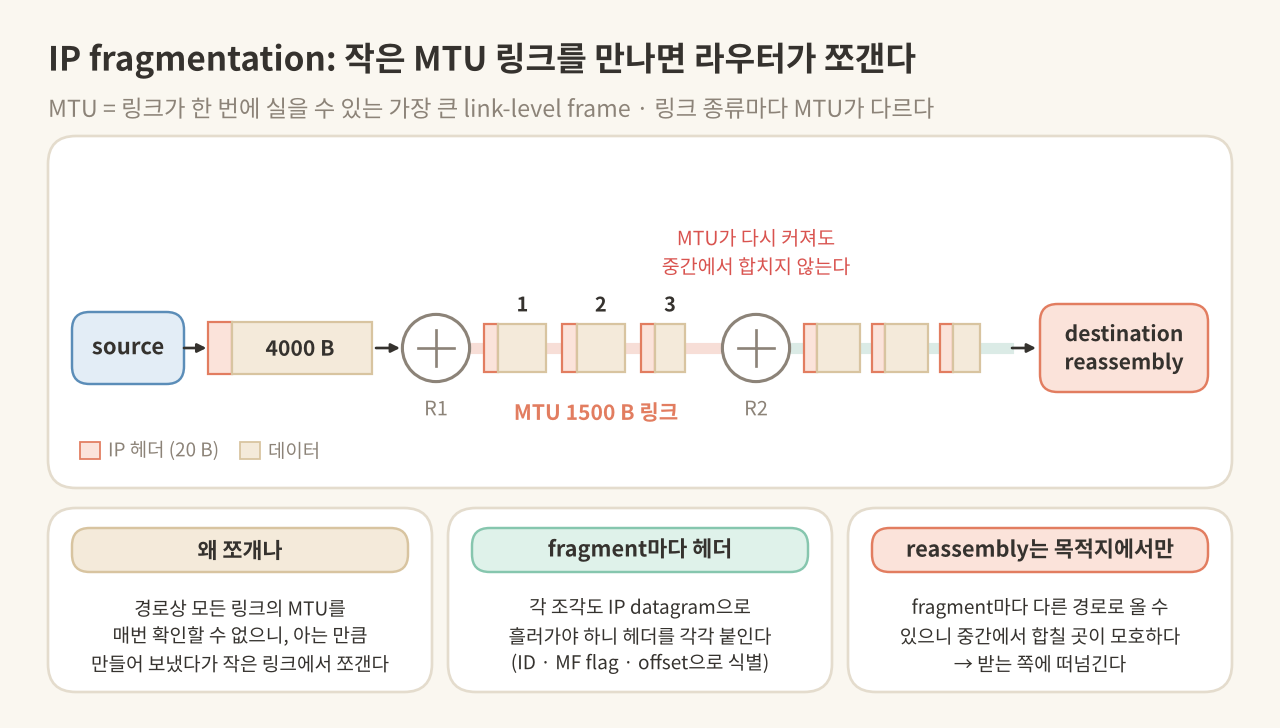 IP fragmentation: 작은 MTU 링크를 만나면 라우터가 쪼갠다
MTU = 링크가 한 번에 실을 수 있는 가장 큰 link-level frame · 링크 종류마다 MTU가 다르다
MTU가 다시 커져도
중간에서 합치지 않는다
1 2 3
source
4000 B
destination
reassembly
R1
MTU 1500 B 링크
R2
IP 헤더 (20 B)
데이터
왜 쪼개나
경로상 모든 링크의 MTU를
매번 확인할 수 없으니, 아는 만큼
만들어 보냈다가 작은 링크에서 쪼갠다
fragment마다 헤더
각 조각도 IP datagram으로
흘러가야 하니 헤더를 각각 붙인다
(ID · MF flag · offset으로 식별)
reassembly는 목적지에서만
fragment마다 다른 경로로 올 수
있으니 중간에서 합칠 곳이 모호하다
→ 받는 쪽에 떠넘긴다